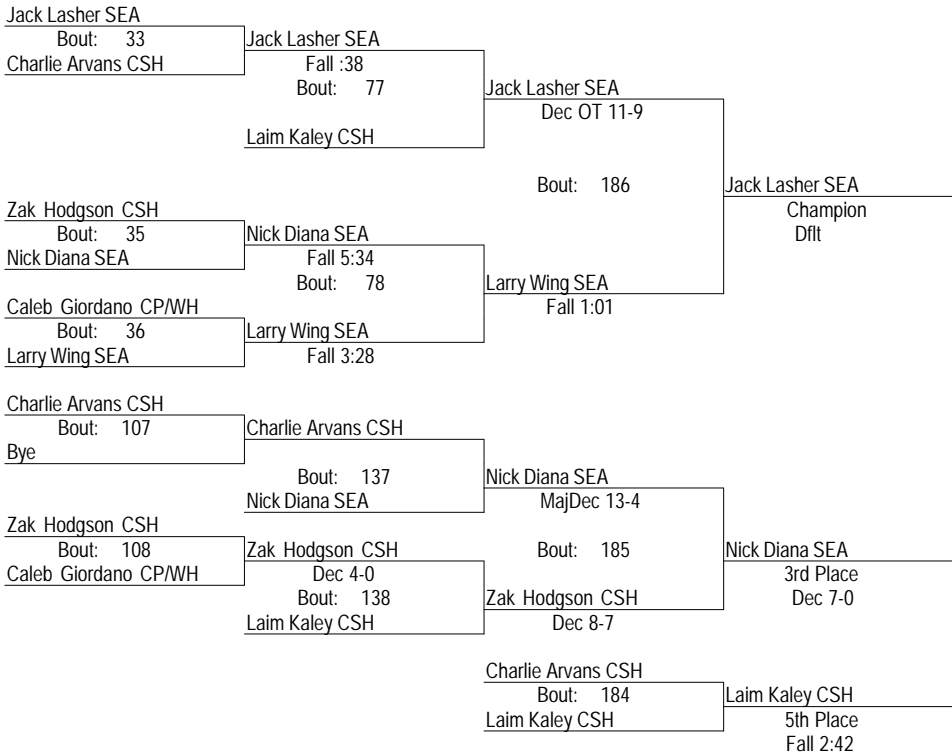 Jack Lasher SEA
Bout: 33
Jack Lasher SEA
Charlie Arvans CSH
Fall :38
Bout: 77
Jack Lasher SEA
Dec OT 11-9
Laim Kaley CSH
Bout: 186
Jack Lasher SEA
Zak Hodgson CSH
Champion
Bout: 35
Nick Diana SEA
Dflt
Nick Diana SEA
Fall 5:34
Bout: 78
Larry Wing SEA
Caleb Giordano CP/WH
Fall 1:01
Bout: 36
Larry Wing SEA
Larry Wing SEA
Fall 3:28
Charlie Arvans CSH
Bout: 107
Charlie Arvans CSH
Bye
Bout: 137
Nick Diana SEA
Nick Diana SEA
MajDec 13-4
Zak Hodgson CSH
Bout: 108
Zak Hodgson CSH
Bout: 185
Nick Diana SEA
Caleb Giordano CP/WH
Dec 4-0
3rd Place
Bout: 138
Zak Hodgson CSH
Dec 7-0
Laim Kaley CSH
Dec 8-7
Charlie Arvans CSH
Bout: 184
Laim Kaley CSH
Laim Kaley CSH
5th Place
Fall 2:42